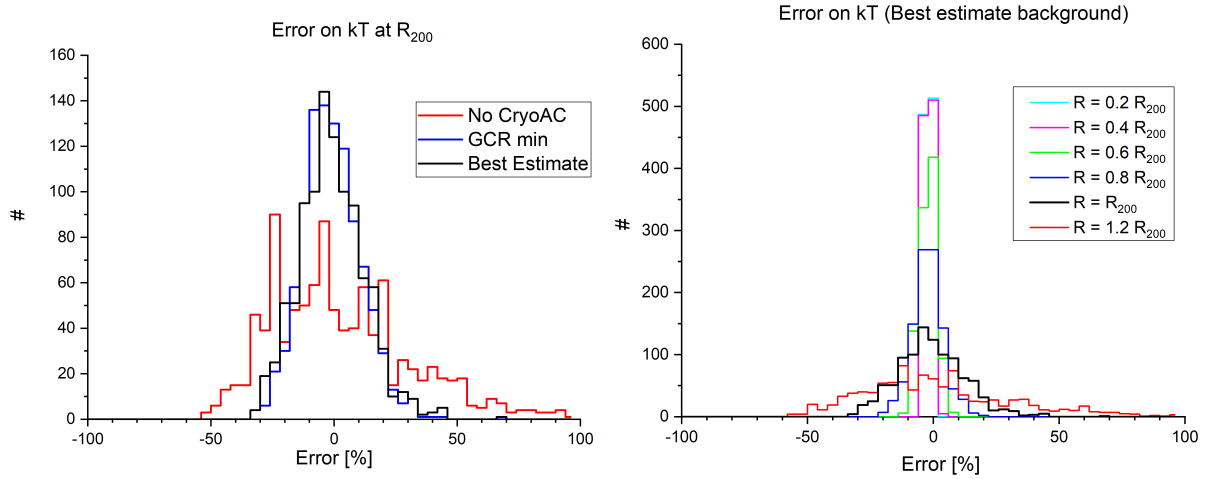 Error on kT at R200
160
140
120
100
80
60
40
20
0
#
-100
-50
0
50
100
Error [%]
No CryoAC
GCR min
Best Estimate
Error on kT (Best estimate background)
600
500
400
300
200
100
0
#
-100
-50
0
50
100
Error [%]
R = 0.2 R200
R = 0.4 R200
R = 0.6 R200
R = 0.8 R200
R = R200
R = 1.2 R200